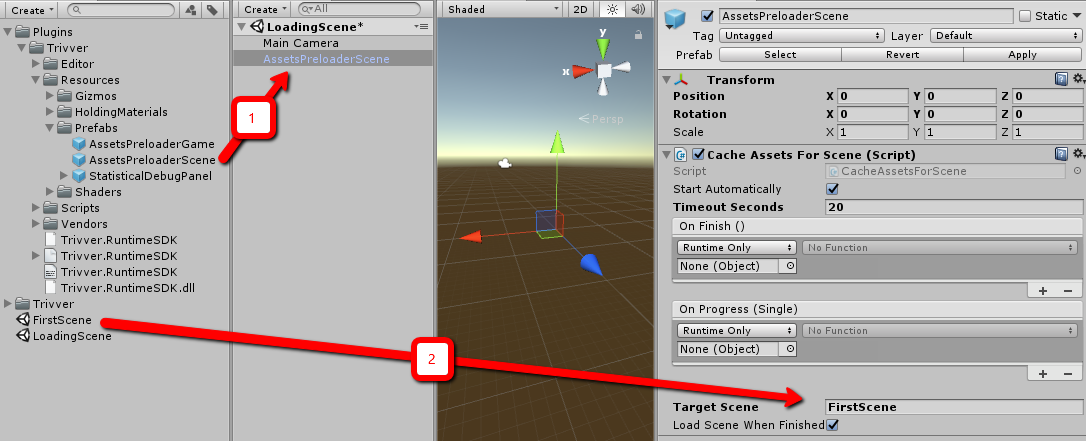 Create
Plugins
Trivver
Editor
Resources
Gizmos
HoldingMaterials
Prefabs
AssetsPreloaderGame
AssetsPreloaderScene
StatisticalDebugPanel
Shaders
Scripts
Vendors
Trivver.RuntimeSDK
Trivver.RuntimeSDK
Trivver.RuntimeSDK
Trivver.RuntimeSDK.dll
Trivver
FirstScene
LoadingScene
Create All
LoadingScene*
Main Camera
AssetsPreloaderScene
1
2
Shaded 2D
y
x
Persp
AssetsPreloaderScene Static
Tag Untagged Layer Default
Prefab Select Revert Apply
Transform
Position X 0 Y 0 Z 0
Rotation X 0 Y 0 Z 0
Scale X 1 Y 1 Z 1
Cache Assets For Scene (Script)
Script CacheAssetsForScene
Start Automatically
Timeout Seconds 20
On Finish ()
Runtime Only No Function
None (Object)
+ −
On Progress (Single)
Runtime Only No Function
None (Object)
+ −
Target Scene FirstScene
Load Scene When Finished